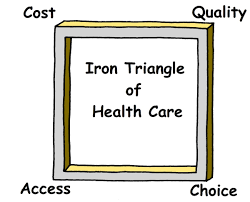 Cost Quality
Iron Triangle
of
Health Care
Access Choice